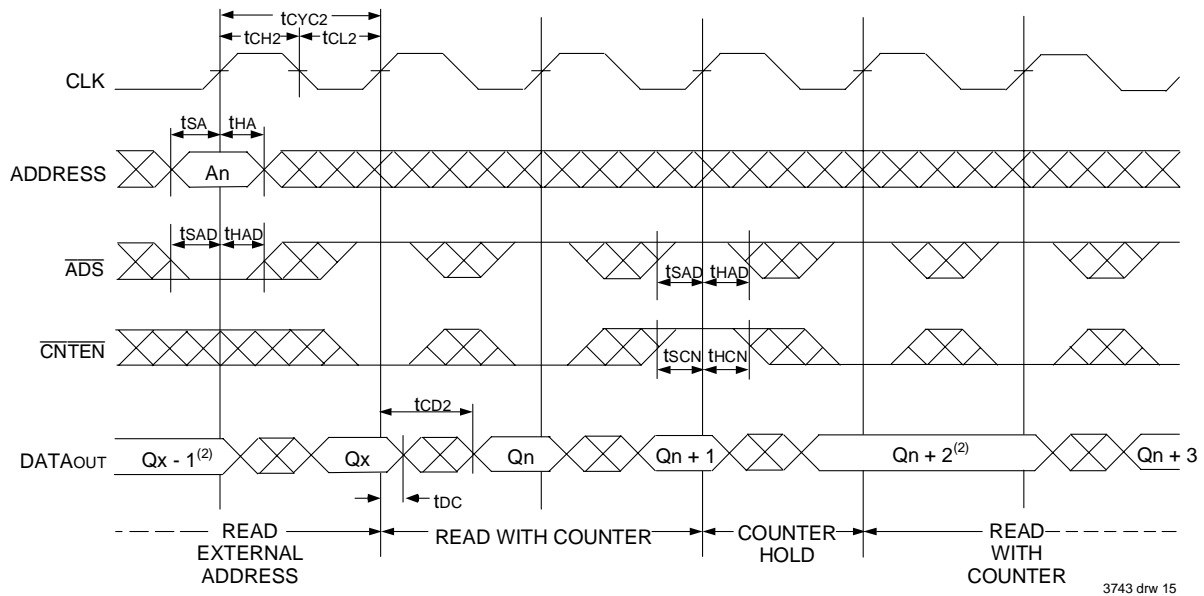 tCYC2
tCH2 tCL2
CLK
tSA tHA
ADDRESS An
tSAD tHAD
ADS
tSAD tHAD
CNTEN
tSCN tHCN
tCD2
DATAOUT Qx - 1(2) Qx Qn Qn + 1 Qn + 2(2) Qn + 3
tDC
READ EXTERNAL ADDRESS
READ WITH COUNTER
COUNTER HOLD
READ WITH COUNTER
3743 drw 15